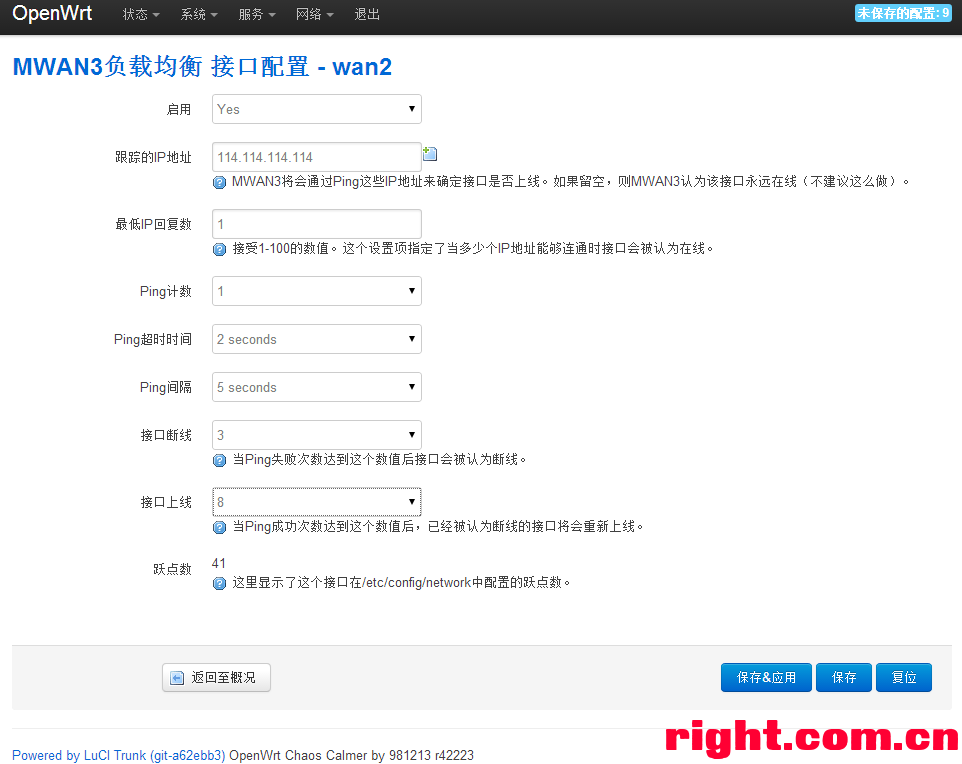 OpenWrt 状态 系统 服务 网络 退出 未保存的配置: 9
MWAN3负载均衡 接口配置 - wan2
启用 Yes
跟踪的IP地址 114.114.114.114
MWAN3将会通过Ping这些IP地址来确定接口是否上线。如果留空，则MWAN3认为该接口永远在线（不建议这么做）。
最低IP回复数 1
接受1-100的数值。这个设置项指定了当多少个IP地址能够连通时接口会被认为在线。
Ping计数 1
Ping超时时间 2 seconds
Ping间隔 5 seconds
接口断线 3
当Ping失败次数达到这个数值后接口会被认为断线。
接口上线 8
当Ping成功次数达到这个数值后，已经被认为断线的接口将会重新上线。
跃点数 41
这里显示了这个接口在/etc/config/network中配置的跃点数。
返回至概况 保存&应用 保存 复位
right.com.cn
Powered by LuCI Trunk (git-a62ebb3) OpenWrt Chaos Calmer by 981213 r42223